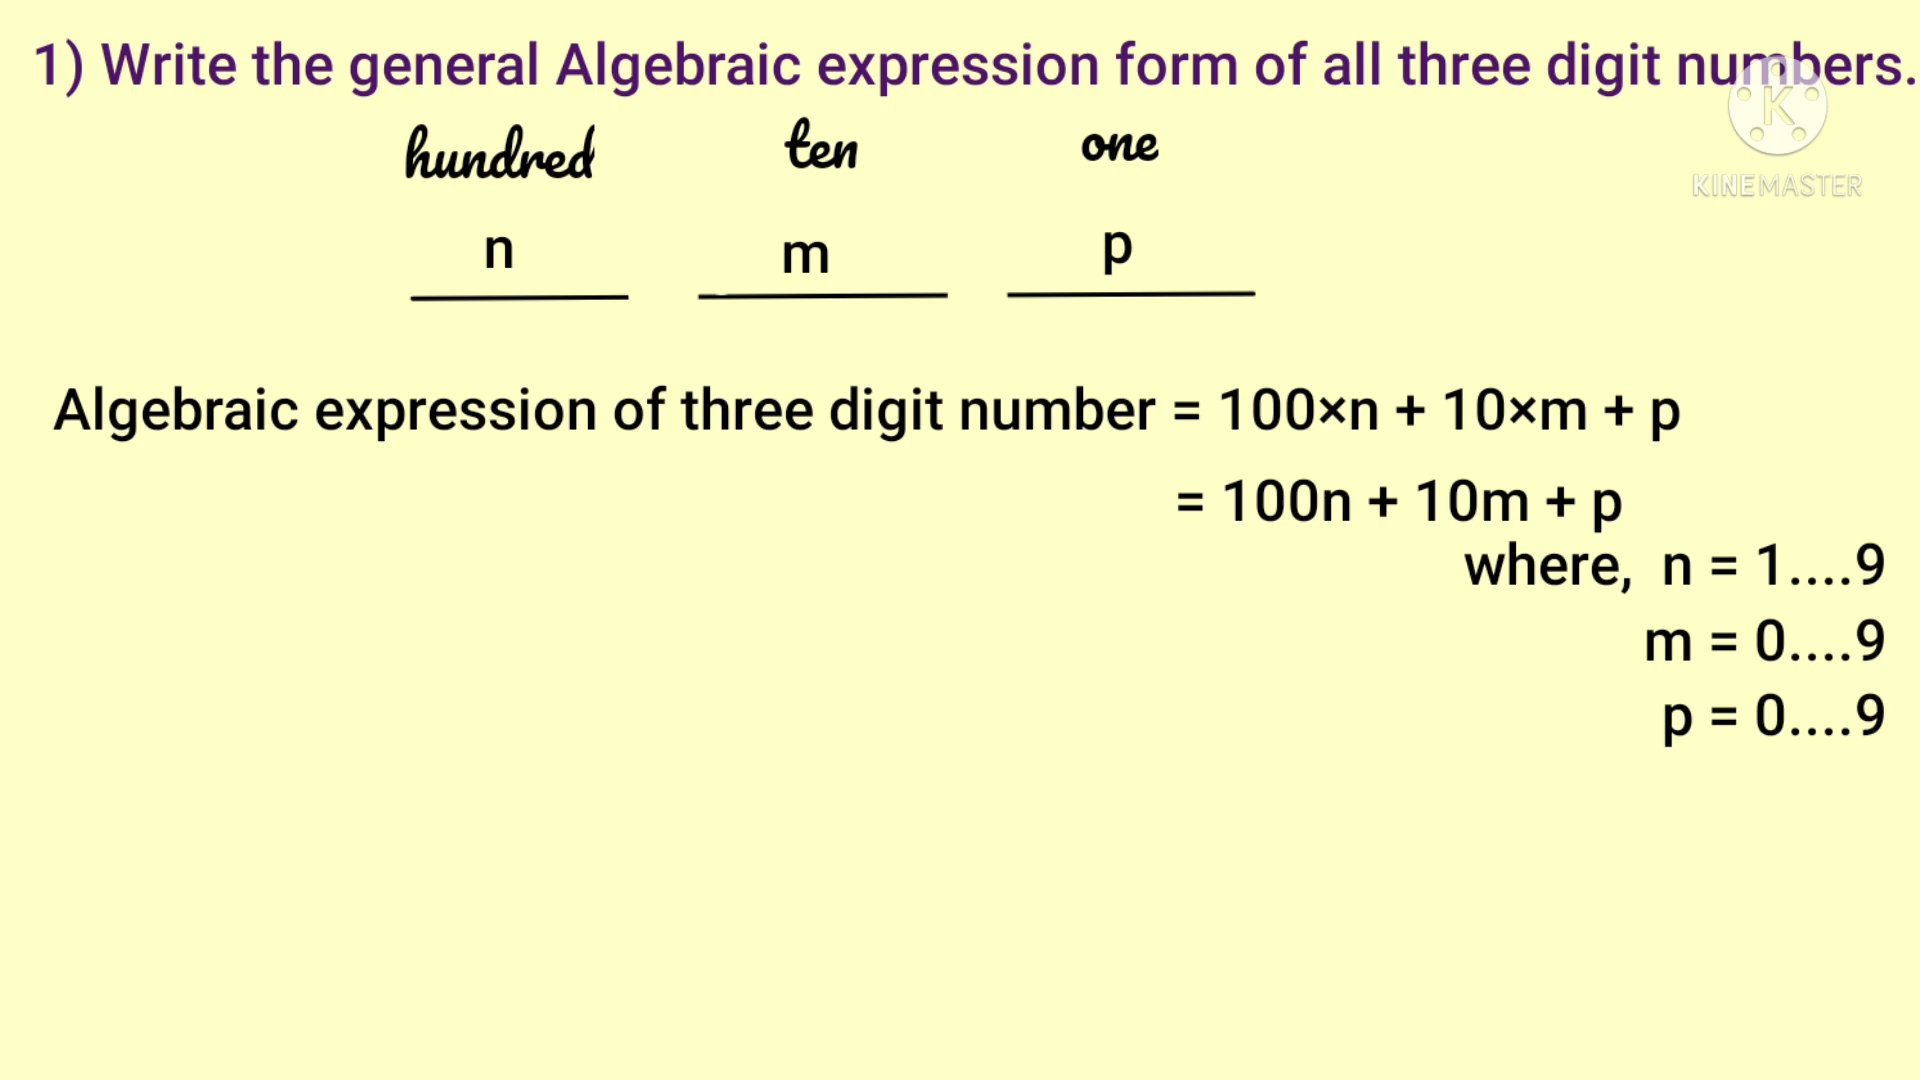 1) Write the general Algebraic expression form of all three digit numbers.
hundred ten one
n m p
KINEMASTER
Algebraic expression of three digit number = 100×n + 10×m + p
= 100n + 10m + p
where, n = 1....9
m = 0....9
p = 0....9